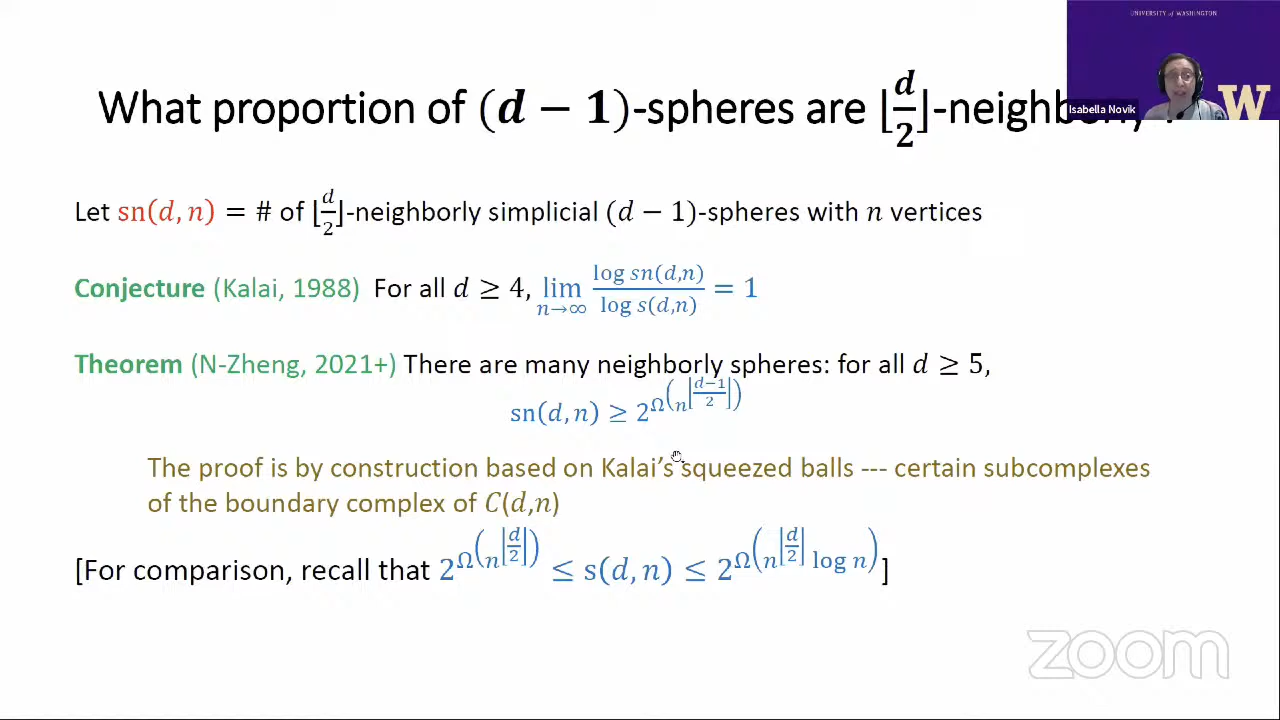 UNIVERSITY of WASHINGTON
Isabella Novik
W
What proportion of (d − 1)-spheres are ⌊d/2⌋-neighborly
Let sn(d, n) = # of ⌊d/2⌋-neighborly simplicial (d − 1)-spheres with n vertices
Conjecture (Kalai, 1988) For all d ≥ 4, lim_{n→∞} log sn(d,n) / log s(d,n) = 1
Theorem (N-Zheng, 2021+) There are many neighborly spheres: for all d ≥ 5,
sn(d, n) ≥ 2^{Ω(n^{⌊(d−1)/2⌋})}
The proof is by construction based on Kalai’s squeezed balls --- certain subcomplexes
of the boundary complex of C(d,n)
[For comparison, recall that 2^{Ω(n^{⌊d/2⌋})} ≤ s(d, n) ≤ 2^{Ω(n^{⌊d/2⌋} log n)}]
zoom